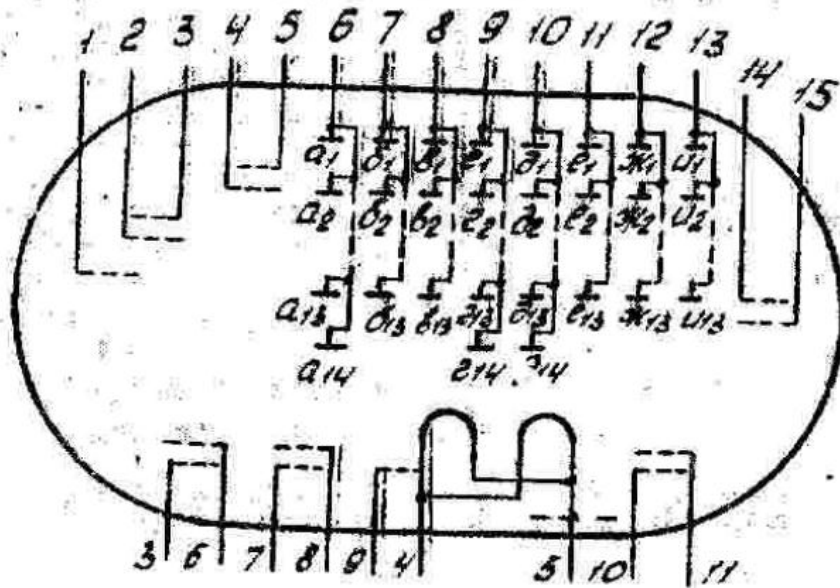 1 2 3 4 5 6 7 8 9 10 11 12 13 14 15
а1 б1 в1 г1 д1 е1 ж1 и1
а2 б2 в2 г2 д2 е2 ж2 и2
а13 б13 в13 г13 д13 е13 ж13 и13
а14 г14 д14
3 6 7 8 9 4 5 10 11